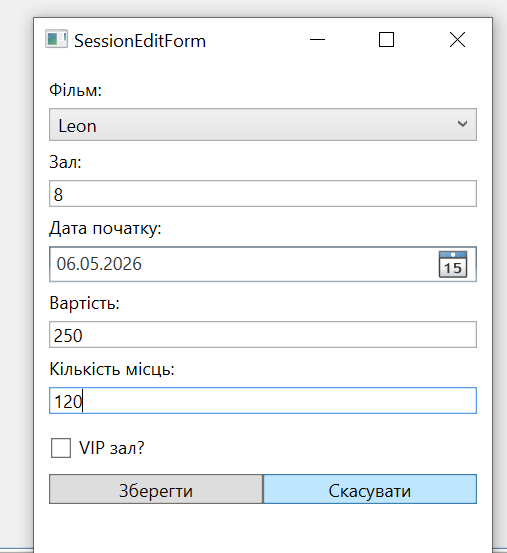 SessionEditForm
Фільм:
Leon
Зал:
8
Дата початку:
06.05.2026
15
Вартість:
250
Кількість місць:
120
VIP зал?
Зберегти
Скасувати